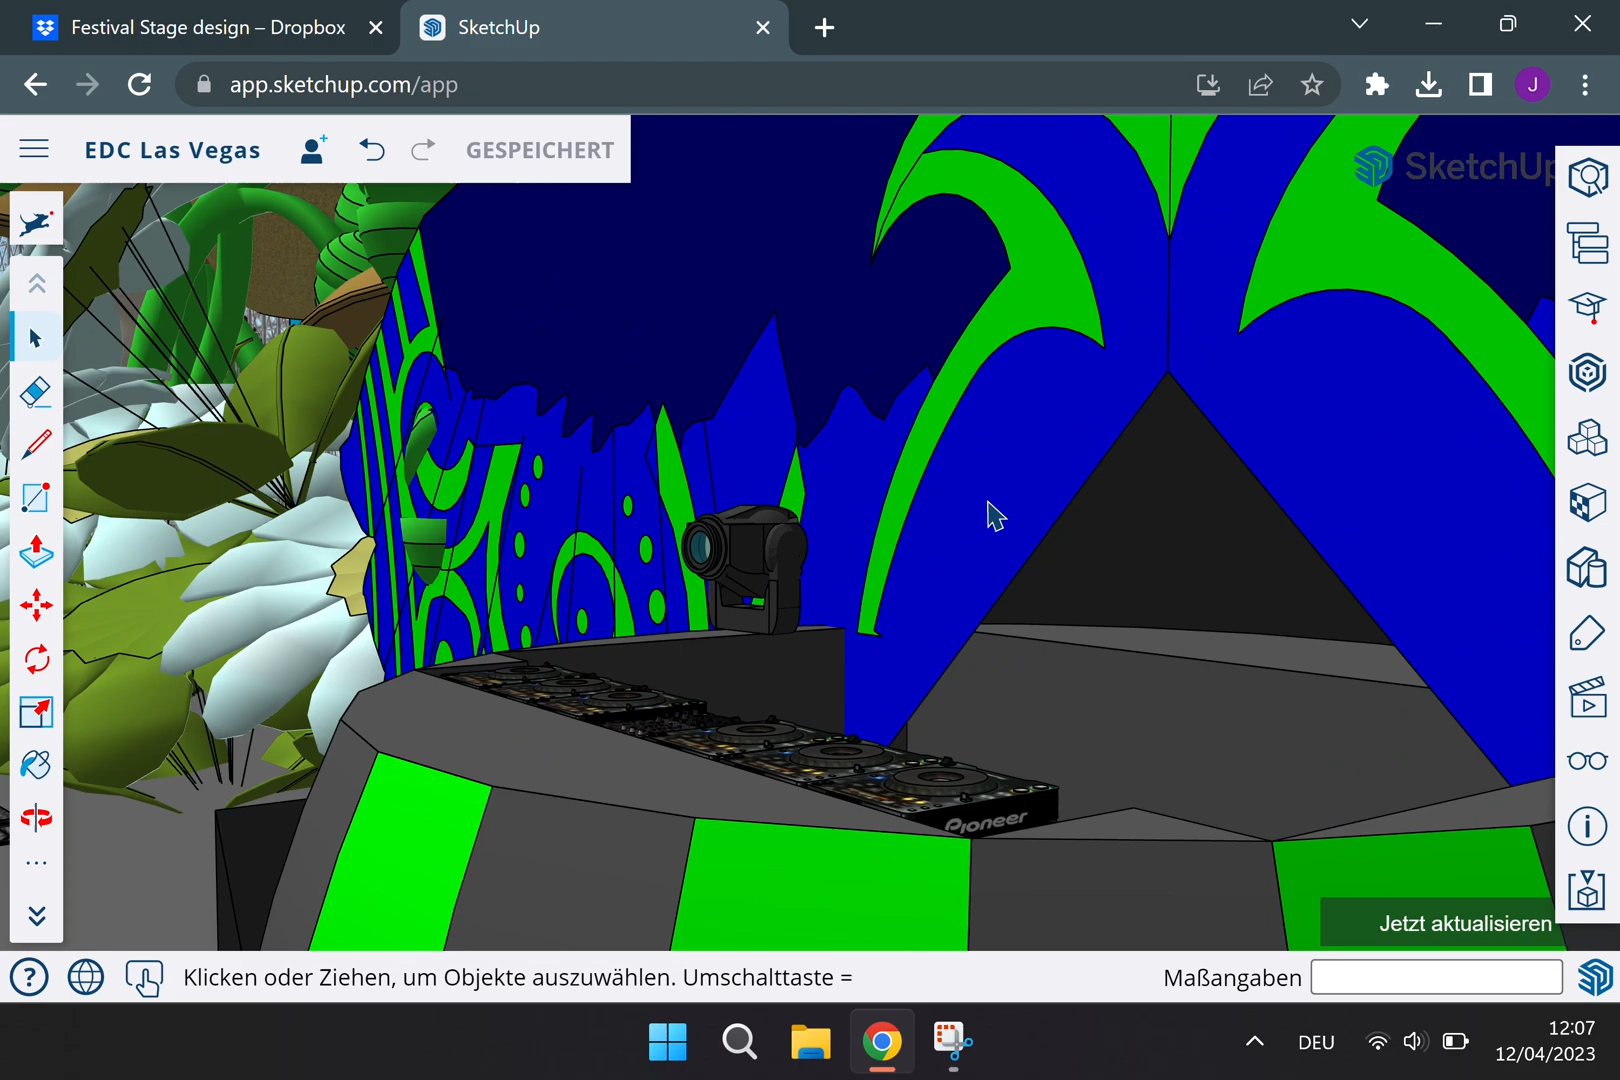 Festival Stage design – Dropbox
SketchUp
app.sketchup.com/app
J
EDC Las Vegas
GESPEICHERT
SketchUp
Pioneer
Jetzt aktualisieren
Klicken oder Ziehen, um Objekte auszuwählen. Umschalttaste =
Maßangaben
DEU
12:07
12/04/2023